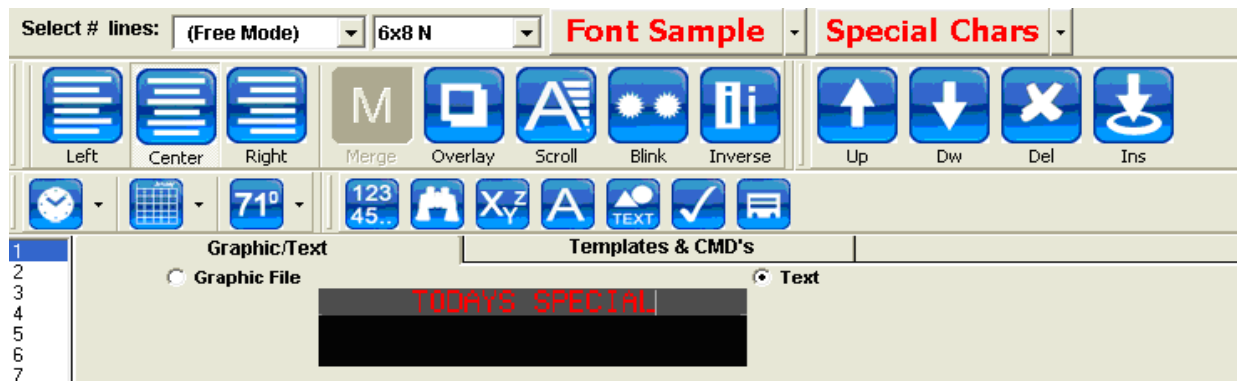 Select # lines: (Free Mode) 6x8 N Font Sample Special Chars
M A i
Left Center Right Merge Overlay Scroll Blink Inverse Up Dw Del Ins
71º 123 45.. XYZ A TEXT
1 Graphic/Text Templates & CMD's
2 Graphic File Text
3 TODAYS SPECIAL
4
5
6
7